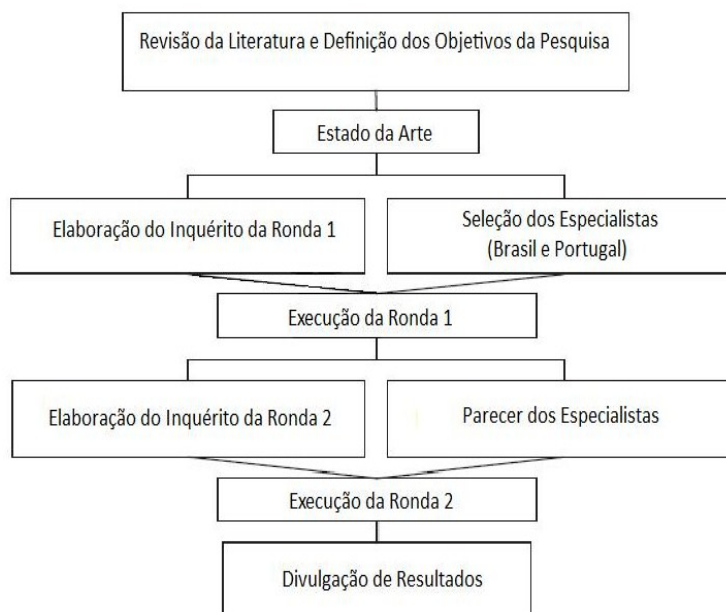 Revisão da Literatura e Definição dos Objetivos da Pesquisa
Estado da Arte
Elaboração do Inquérito da Ronda 1
Seleção dos Especialistas
(Brasil e Portugal)
Execução da Ronda 1
Elaboração do Inquérito da Ronda 2
Parecer dos Especialistas
Execução da Ronda 2
Divulgação de Resultados